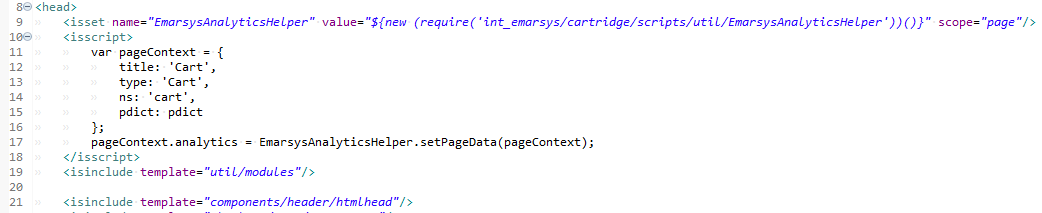 8 <head>
9 <isset name="EmarsysAnalyticsHelper" value="${new (require('int_emarsys/cartridge/scripts/util/EmarsysAnalyticsHelper'))()}" scope="page"/>
10 <isscript>
11 var pageContext = {
12 title: 'Cart',
13 type: 'Cart',
14 ns: 'cart',
15 pdict: pdict
16 };
17 pageContext.analytics = EmarsysAnalyticsHelper.setPageData(pageContext);
18 </isscript>
19 <isinclude template="util/modules"/>
20
21 <isinclude template="components/header/htmlhead"/>